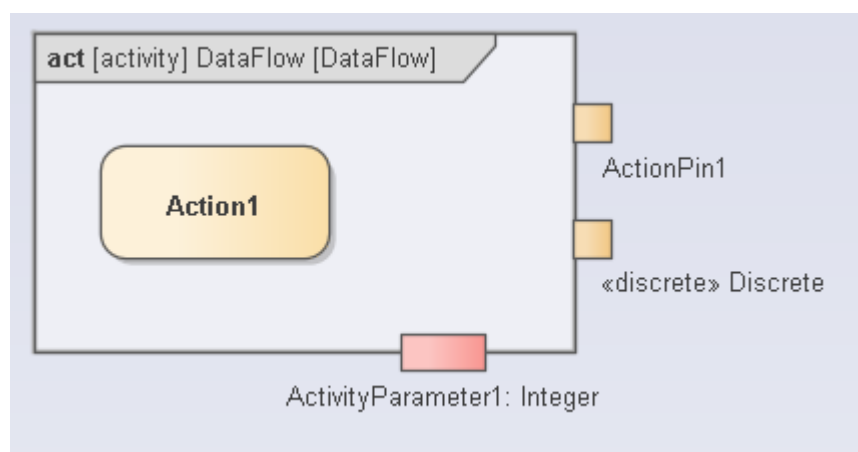 act [activity] DataFlow [DataFlow]
Action1
ActionPin1
«discrete» Discrete
ActivityParameter1: Integer